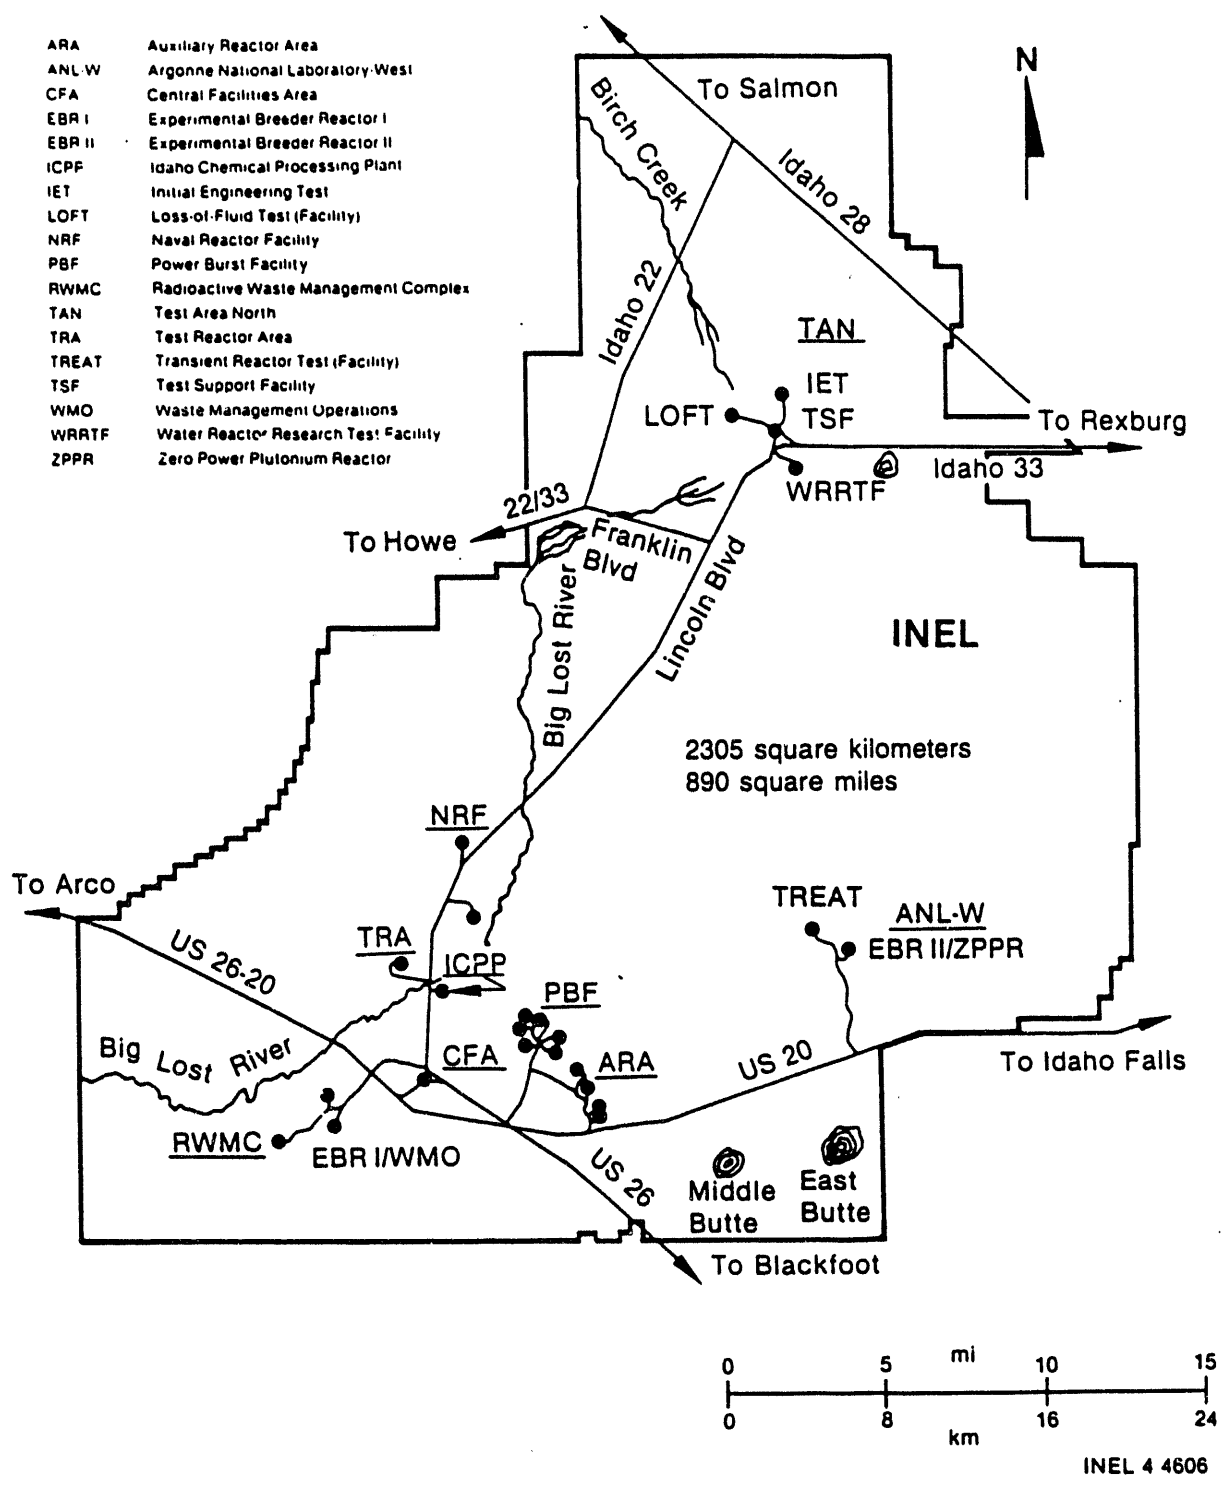 ARA Auxiliary Reactor Area
ANL-W Argonne National Laboratory-West
CFA Central Facilities Area
EBR I Experimental Breeder Reactor I
EBR II Experimental Breeder Reactor II
ICPP Idaho Chemical Processing Plant
IET Initial Engineering Test
LOFT Loss-of-Fluid Test (Facility)
NRF Naval Reactor Facility
PBF Power Burst Facility
RWMC Radioactive Waste Management Complex
TAN Test Area North
TRA Test Reactor Area
TREAT Transient Reactor Test (Facility)
TSF Test Support Facility
WMO Waste Management Operations
WRRTF Water Reactor Research Test Facility
ZPPR Zero Power Plutonium Reactor
N
To Salmon
Birch Creek
Idaho 28
Idaho 22
TAN
IET
LOFT
TSF
To Rexburg
Idaho 33
WRRTF
22/33
To Howe
Franklin
Blvd
Lincoln Blvd
Big Lost River
INEL
2305 square kilometers
890 square miles
NRF
To Arco
TREAT
ANL-W
EBR II/ZPPR
US 26-20
TRA
ICPP
PBF
Big Lost River
CFA
ARA
US 20
To Idaho Falls
RWMC
EBR I/WMO
US 26
Middle
Butte
East
Butte
To Blackfoot
0 5 mi 10 15
0 8 16 24
km
INEL 4 4606